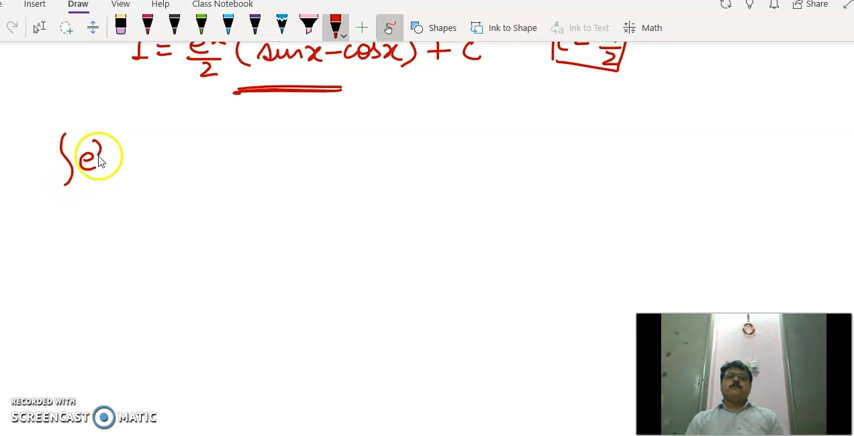 Insert Draw View Help Class Notebook Share
Shapes Ink to Shape Ink to Text Math
I = e^x/2 (sinx - cosx) + C
2
∫ e
RECORDED WITH
SCREENCAST MATIC